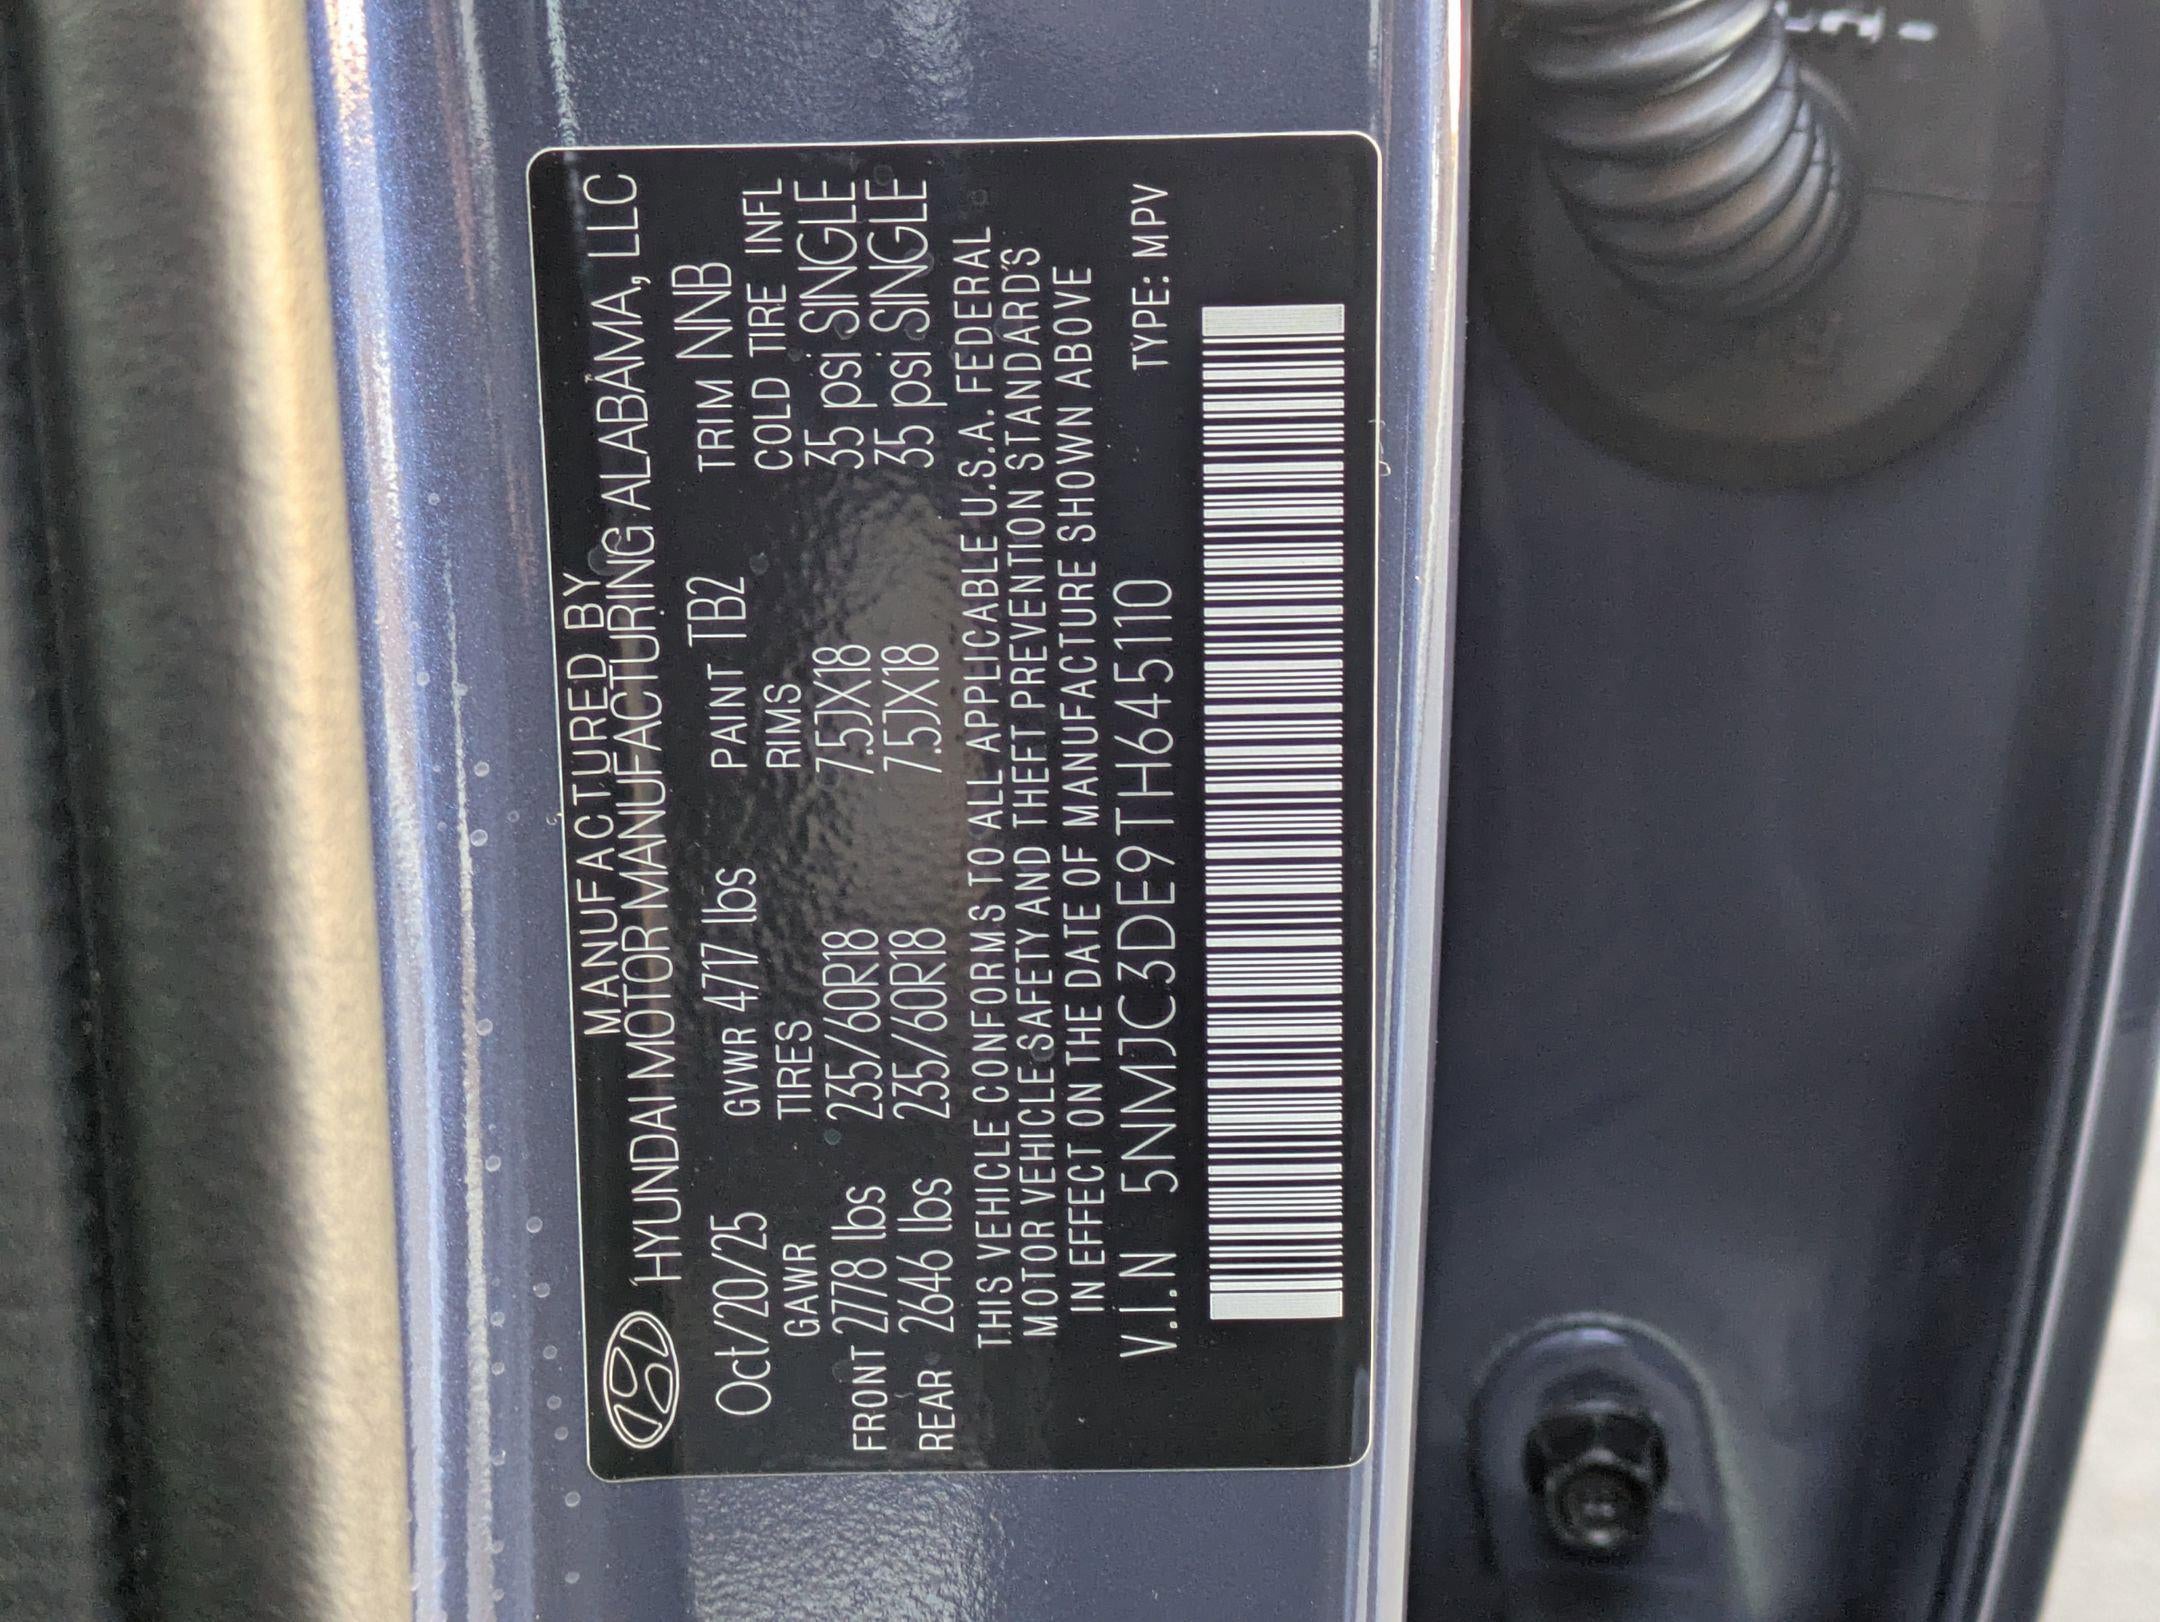 MANUFACTURED BY
HYUNDAI MOTOR MANUFACTURING ALABAMA, LLC
Oct/20/25 GVWR 4717 lbs PAINT TB2 TRIM NNB
GAWR TIRES RIMS COLD TIRE INFL
FRONT 2778 lbs 235/60R18 7.5JX18 35 psi SINGLE
REAR 2646 lbs 235/60R18 7.5JX18 35 psi SINGLE
THIS VEHICLE CONFORMS TO ALL APPLICABLE U.S.A. FEDERAL
MOTOR VEHICLE SAFETY AND THEFT PREVENTION STANDARD'S
IN EFFECT ON THE DATE OF MANUFACTURE SHOWN ABOVE
V.I.N 5NMJC3DE9TH645110 TYPE: MPV